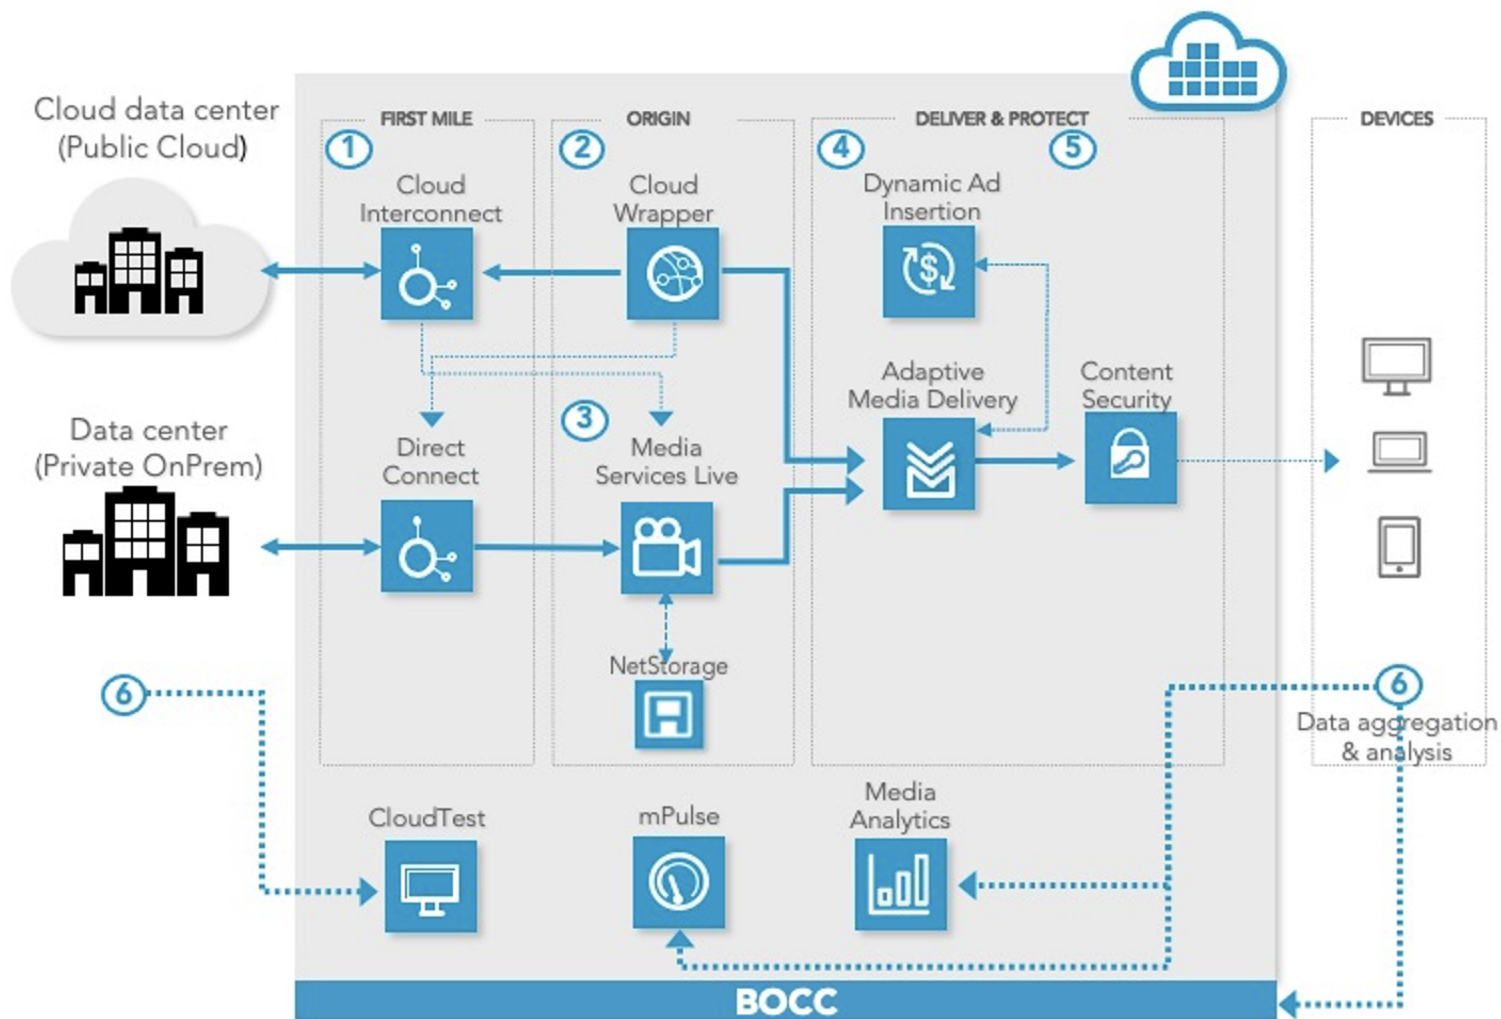 Cloud data center
(Public Cloud)
FIRST MILE
ORIGIN
DELIVER & PROTECT
DEVICES
1
2
4
5
Cloud
Interconnect
Cloud
Wrapper
Dynamic Ad
Insertion
$
Data center
(Private OnPrem)
Direct
Connect
3
Media
Services Live
Adaptive
Media Delivery
Content
Security
NetStorage
6
6
Data aggregation
& analysis
CloudTest
mPulse
Media
Analytics
BOCC